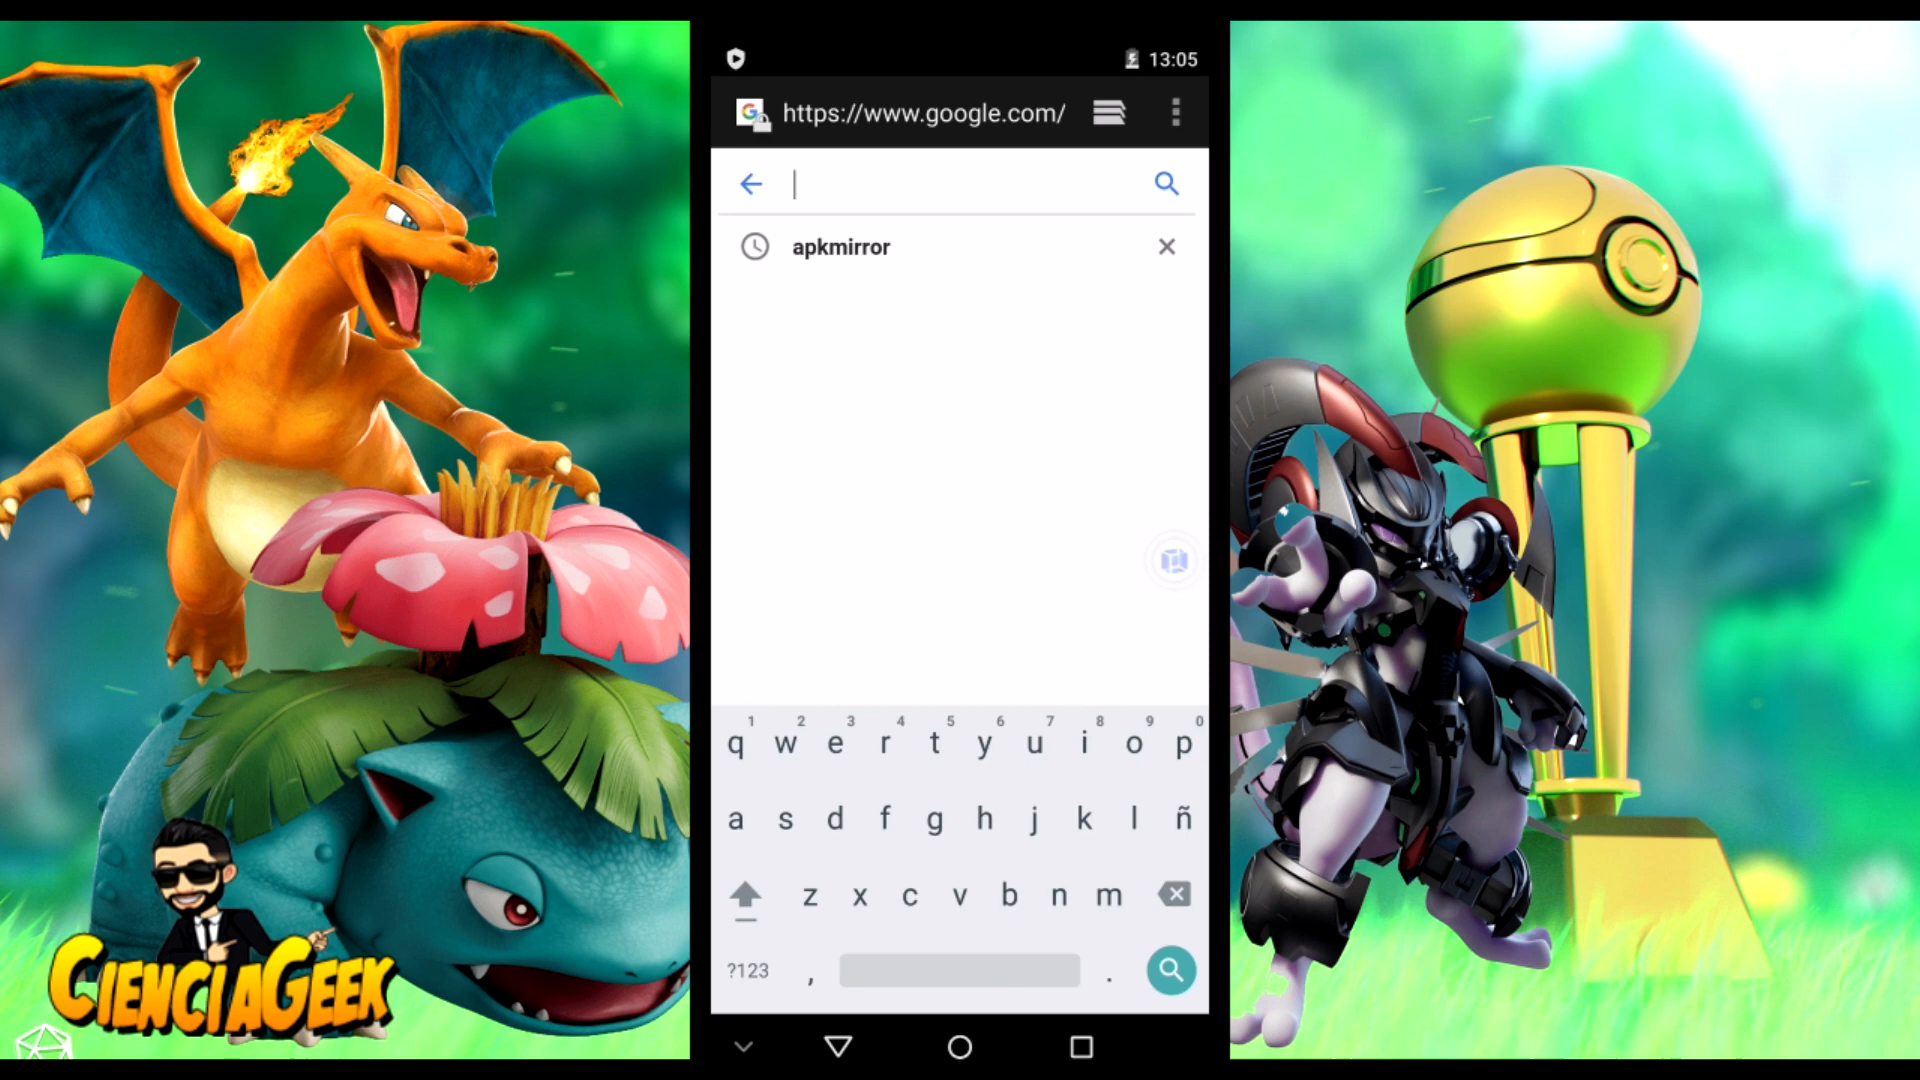 13:05
https://www.google.com/
apkmirror
1 2 3 4 5 6 7 8 9 0
q w e r t y u i o p
a s d f g h j k l ñ
z x c v b n m
?123 , .
CIENCIAGEEK